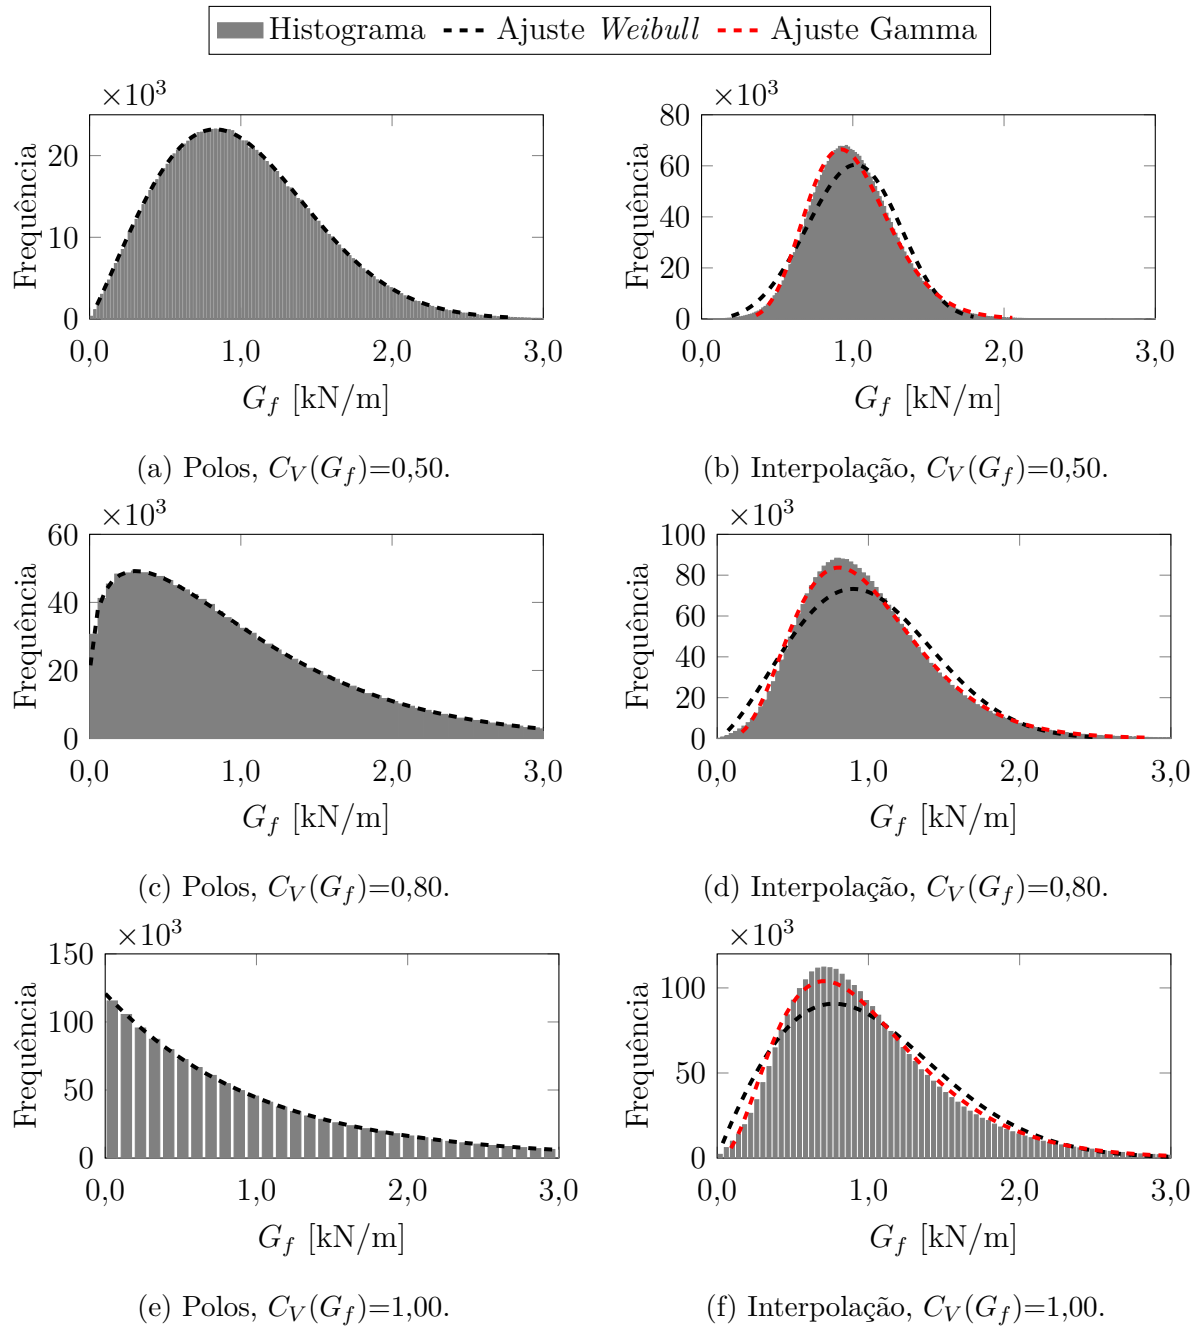 Histograma Ajuste Weibull Ajuste Gamma
×10³
20
10
0
Frequência
0,0 1,0 2,0 3,0
G_f [kN/m]
(a) Polos, C_V(G_f)=0,50.
×10³
80
60
40
20
0
Frequência
0,0 1,0 2,0 3,0
G_f [kN/m]
(b) Interpolação, C_V(G_f)=0,50.
×10³
60
40
20
0
Frequência
0,0 1,0 2,0 3,0
G_f [kN/m]
(c) Polos, C_V(G_f)=0,80.
×10³
100
80
60
40
20
0
Frequência
0,0 1,0 2,0 3,0
G_f [kN/m]
(d) Interpolação, C_V(G_f)=0,80.
×10³
150
100
50
0
Frequência
0,0 1,0 2,0 3,0
G_f [kN/m]
(e) Polos, C_V(G_f)=1,00.
×10³
100
50
0
Frequência
0,0 1,0 2,0 3,0
G_f [kN/m]
(f) Interpolação, C_V(G_f)=1,00.